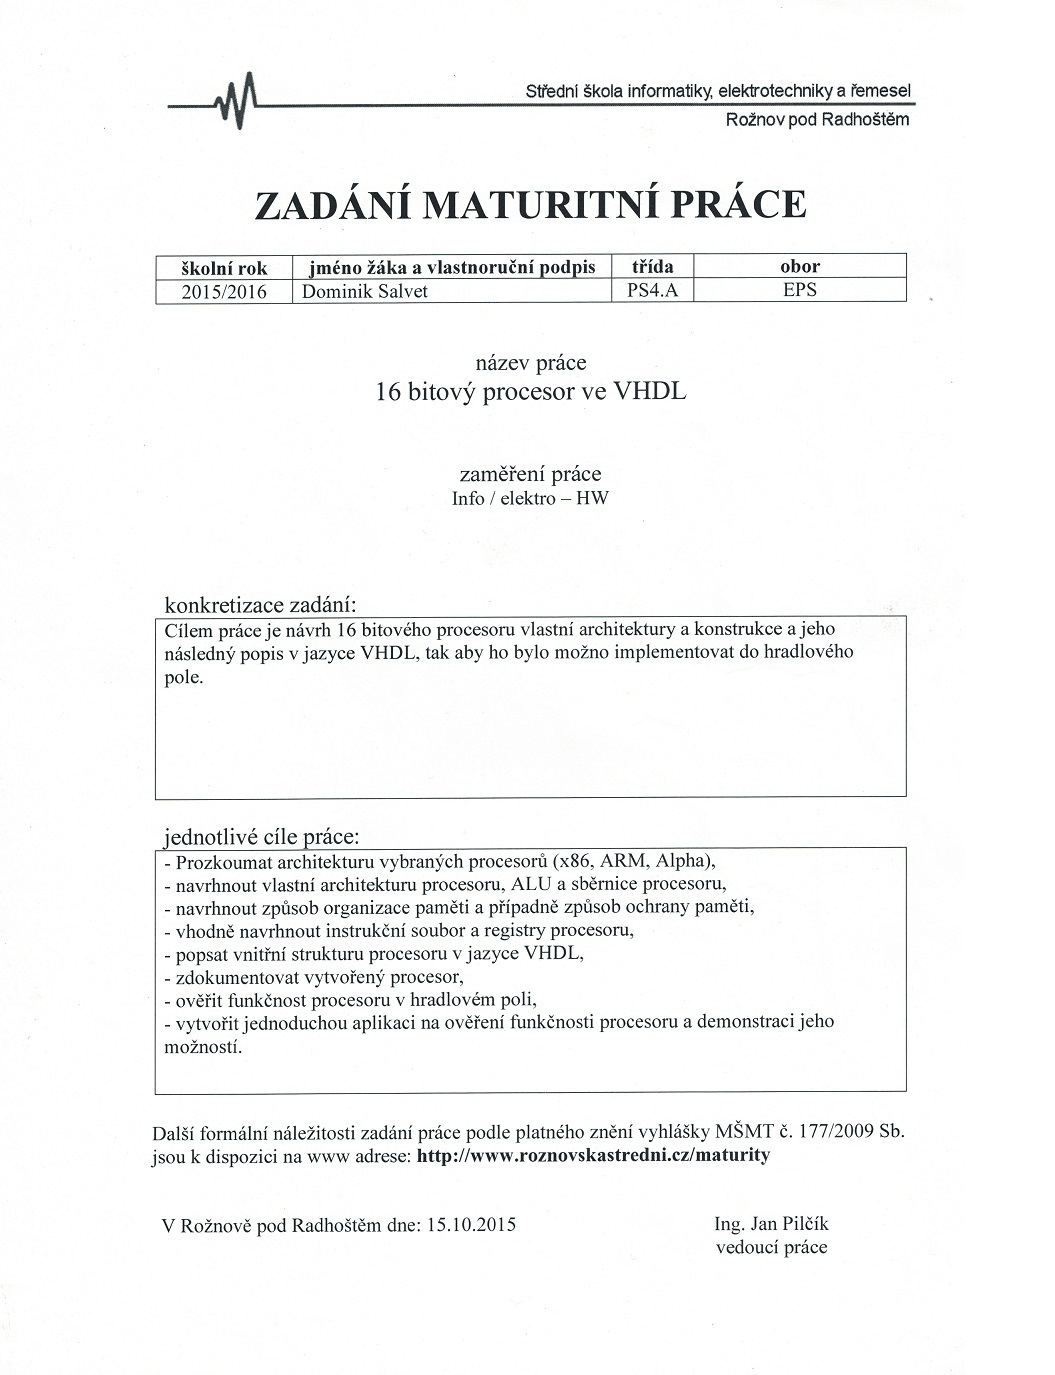 Střední škola informatiky, elektrotechniky a řemesel
Rožnov pod Radhoštěm
ZADÁNÍ MATURITNÍ PRÁCE
školní rok jméno žáka a vlastnoruční podpis třída obor
2015/2016 Dominik Salvet PS4.A EPS
název práce
16 bitový procesor ve VHDL
zaměření práce
Info / elektro – HW
konkretizace zadání:
Cílem práce je návrh 16 bitového procesoru vlastní architektury a konstrukce a jeho
následný popis v jazyce VHDL, tak aby ho bylo možno implementovat do hradlového
pole.
jednotlivé cíle práce:
- Prozkoumat architekturu vybraných procesorů (x86, ARM, Alpha),
- navrhnout vlastní architekturu procesoru, ALU a sběrnice procesoru,
- navrhnout způsob organizace paměti a případně způsob ochrany paměti,
- vhodně navrhnout instrukční soubor a registry procesoru,
- popsat vnitřní strukturu procesoru v jazyce VHDL,
- zdokumentovat vytvořený procesor,
- ověřit funkčnost procesoru v hradlovém poli,
- vytvořit jednoduchou aplikaci na ověření funkčnosti procesoru a demonstraci jeho
možností.
Další formální náležitosti zadání práce podle platného znění vyhlášky MŠMT č. 177/2009 Sb.
jsou k dispozici na www adrese: http://www.roznovskastredni.cz/maturity
V Rožnově pod Radhoštěm dne: 15.10.2015 Ing. Jan Pilčík
vedoucí práce